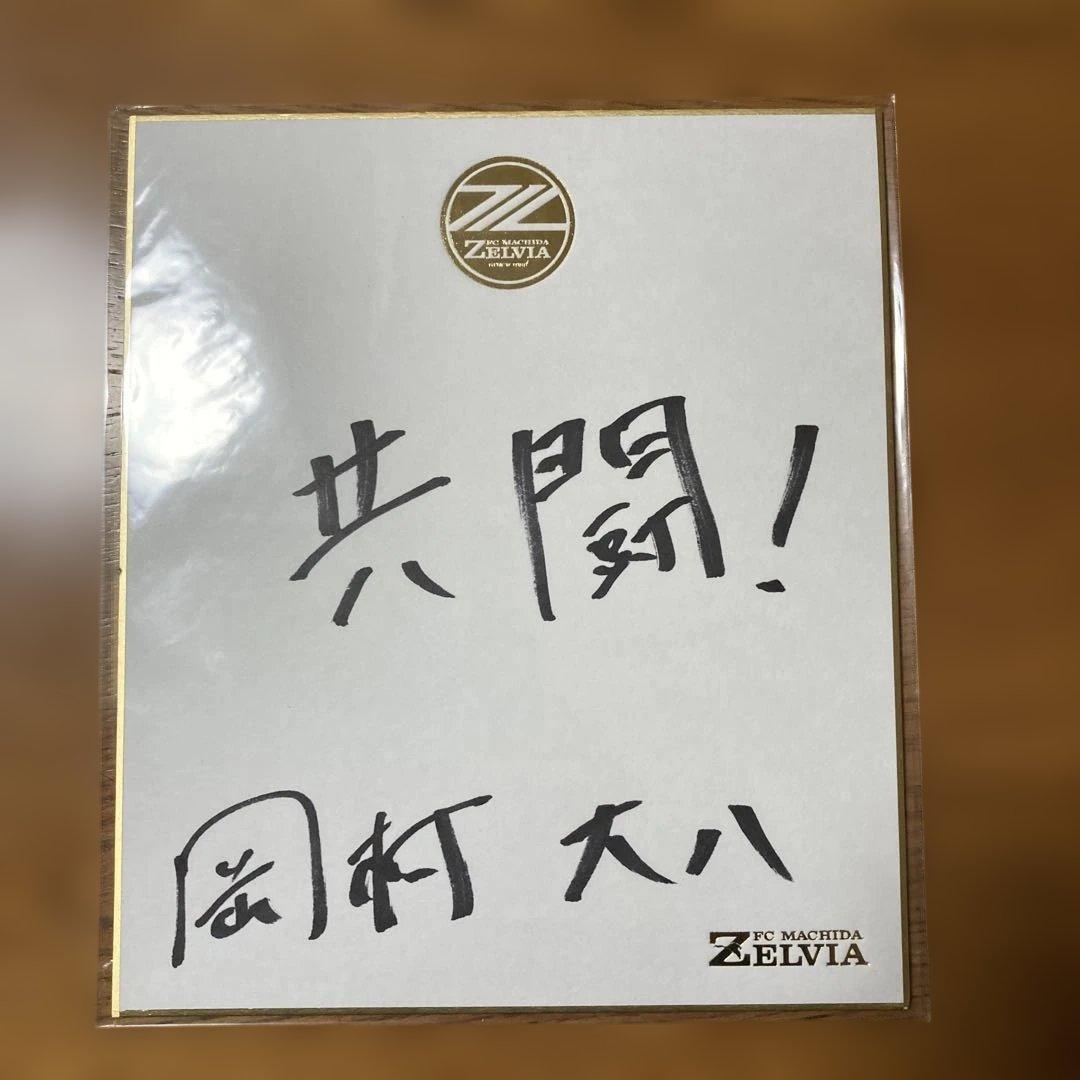 FC MACHIDA
ZELVIA
共闘!
岡村 大八
FC MACHIDA
ZELVIA